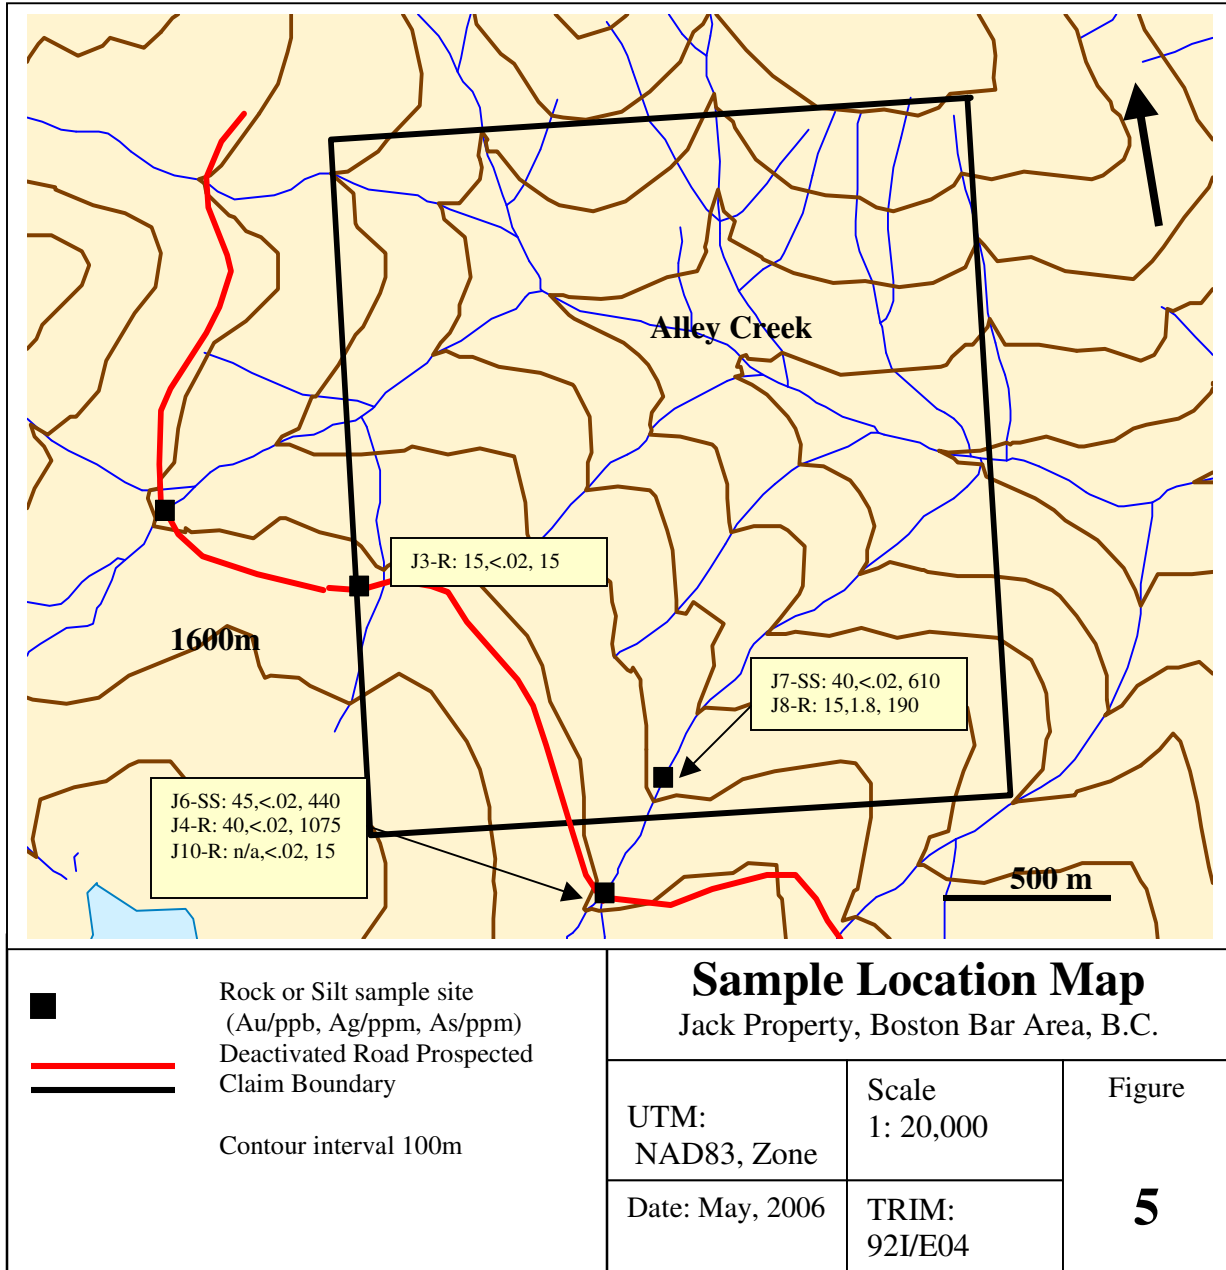 Alley Creek
J3-R: 15,<.02, 15
1600m
J7-SS: 40,<.02, 610
J8-R: 15,1.8, 190
J6-SS: 45,<.02, 440
J4-R: 40,<.02, 1075
J10-R: n/a,<.02, 15
500 m
Rock or Silt sample site
(Au/ppb, Ag/ppm, As/ppm)
Deactivated Road Prospected
Claim Boundary
Contour interval 100m
Sample Location Map
Jack Property, Boston Bar Area, B.C.
UTM:
NAD83, Zone
Scale
1: 20,000
Figure
5
Date: May, 2006
TRIM:
92I/E04